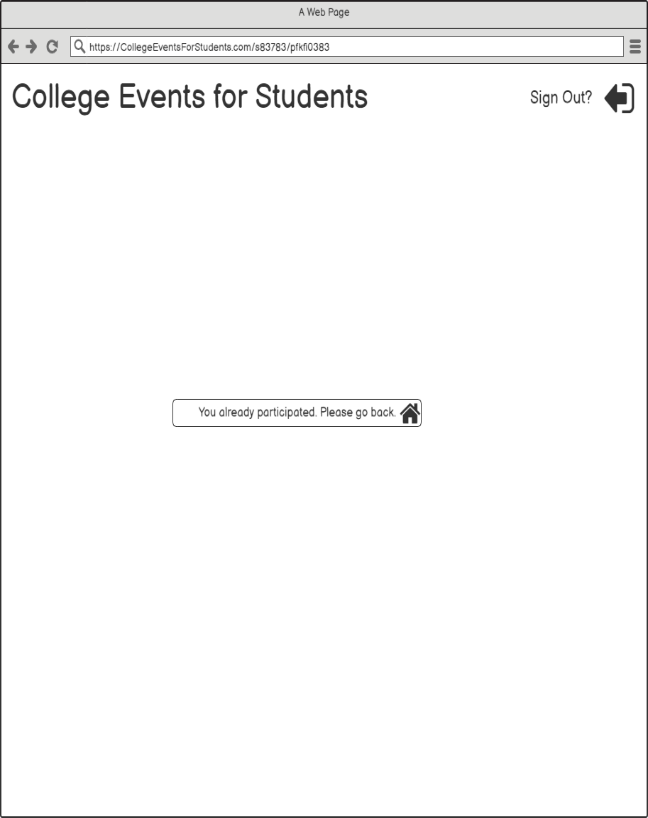 A Web Page
https://CollegeEventsForStudents.com/s83783/pfkfl0383
College Events for Students
Sign Out?
You already participated. Please go back.